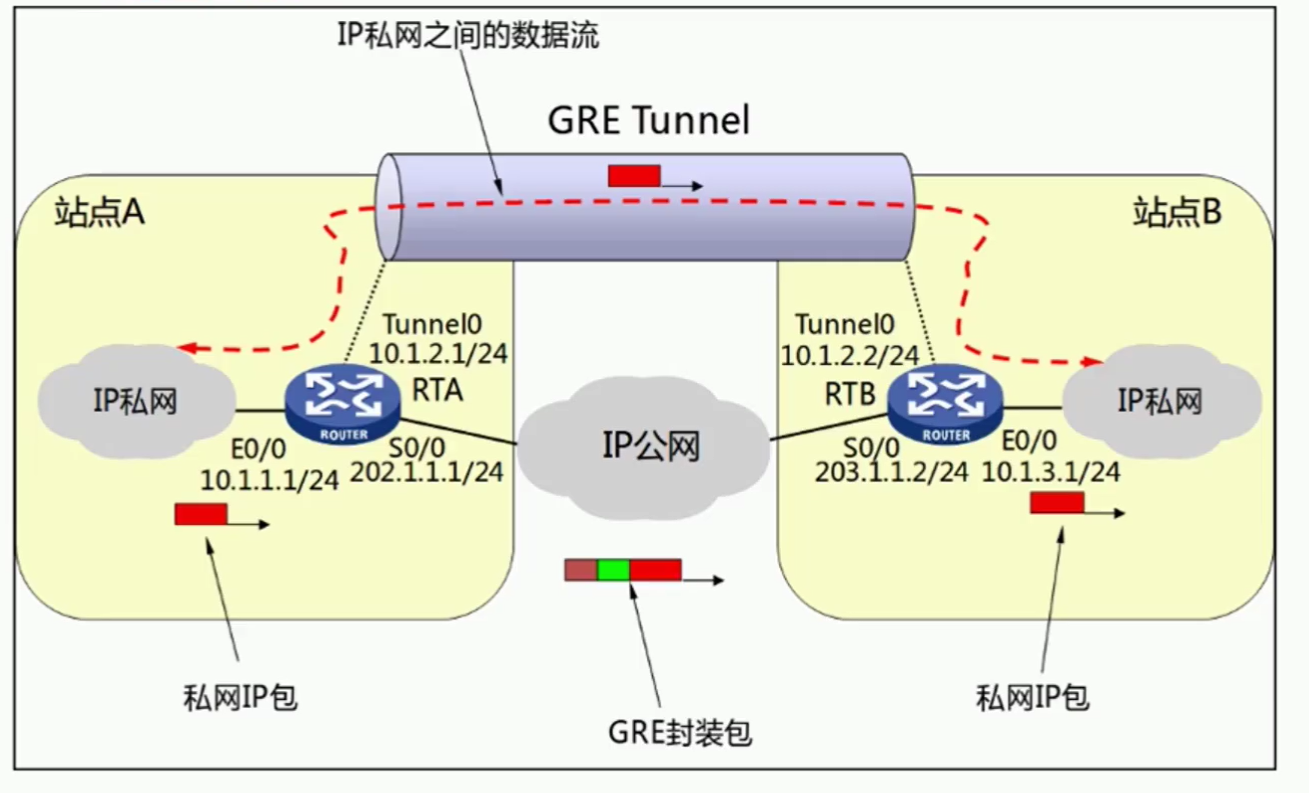 IP私网之间的数据流
GRE Tunnel
站点A
站点B
Tunnel0
10.1.2.1/24
Tunnel0
10.1.2.2/24
IP私网
RTA
ROUTER
IP公网
RTB
ROUTER
IP私网
E0/0
10.1.1.1/24
S0/0
202.1.1.1/24
S0/0
203.1.1.2/24
E0/0
10.1.3.1/24
私网IP包
GRE封装包
私网IP包